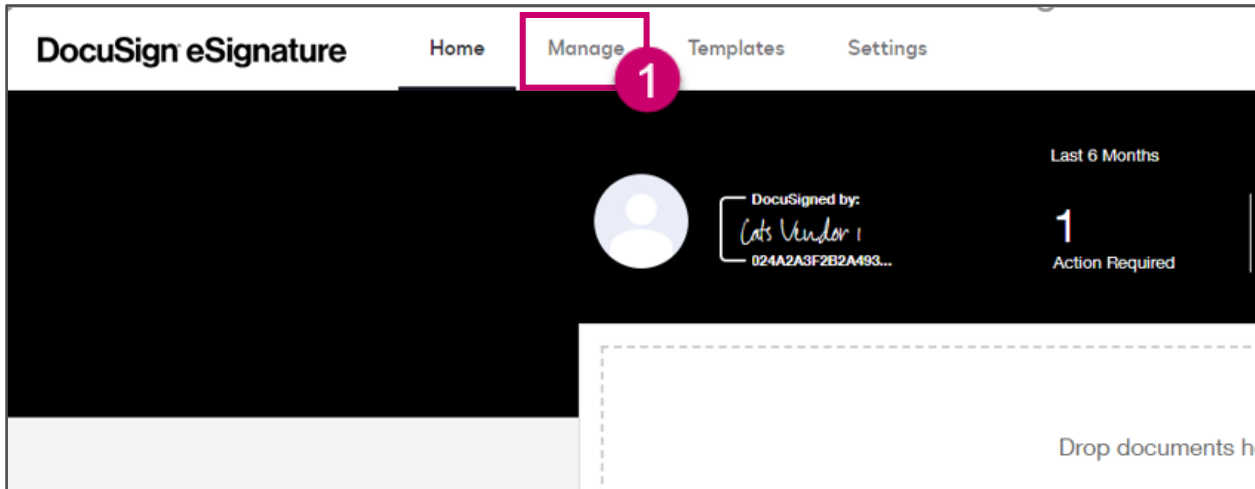 DocuSign eSignature Home Manage Templates Settings
1
Last 6 Months
DocuSigned by:
Cats Vendor 1
024A2A3F2B2A493...
1
Action Required
Drop documents